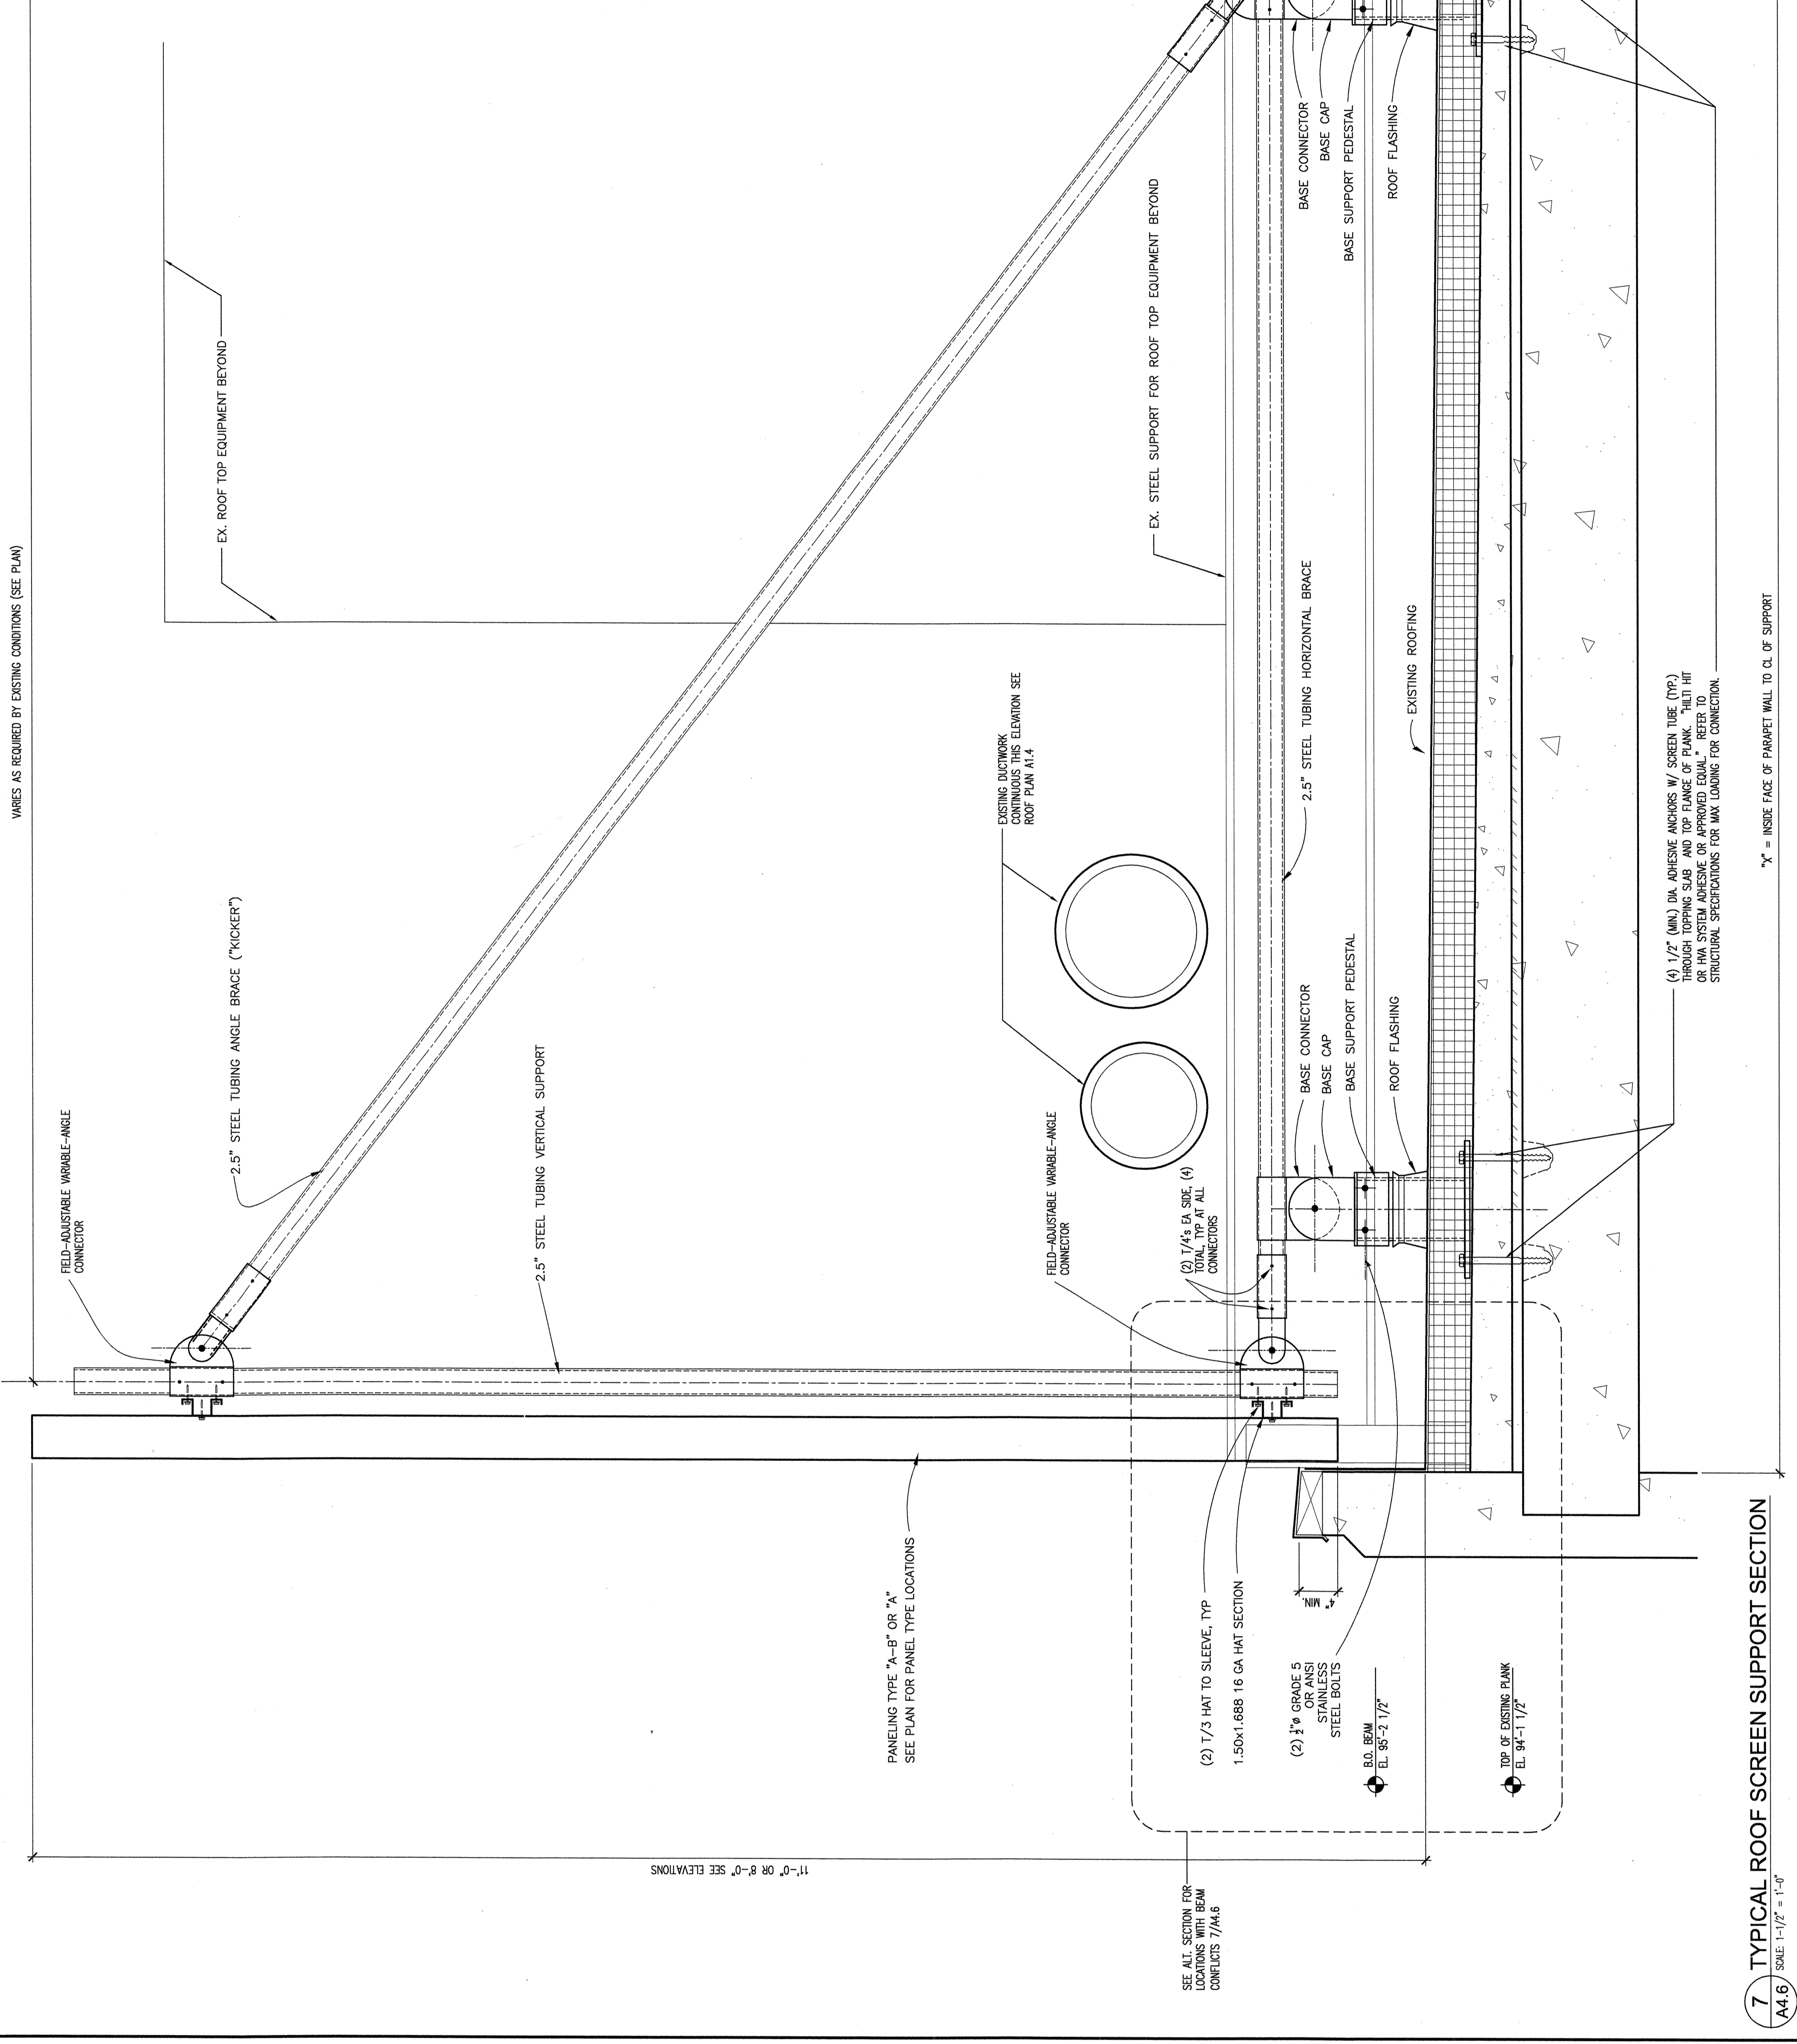 VARIES AS REQUIRED BY EXISTING CONDITIONS (SEE PLAN)
EX. ROOF TOP EQUIPMENT BEYOND
FIELD-ADJUSTABLE VARIABLE-ANGLE
CONNECTOR
2.5" STEEL TUBING ANGLE BRACE ("KICKER")
2.5" STEEL TUBING VERTICAL SUPPORT
EX. STEEL SUPPORT FOR ROOF TOP EQUIPMENT BEYOND
EXISTING DUCTWORK
CONTINUOUS THIS ELEVATION SEE
ROOF PLAN A1.4
BASE CONNECTOR
BASE CAP
BASE SUPPORT PEDESTAL
ROOF FLASHING
2.5" STEEL TUBING HORIZONTAL BRACE
EXISTING ROOFING
FIELD-ADJUSTABLE VARIABLE-ANGLE
CONNECTOR
(2) T/4's EA SIDE, (4)
TOTAL, TYP AT ALL
CONNECTORS
BASE CONNECTOR
BASE CAP
BASE SUPPORT PEDESTAL
ROOF FLASHING
PANELING TYPE "A-B" OR "A"
SEE PLAN FOR PANEL TYPE LOCATIONS
(2) T/3 HAT TO SLEEVE, TYP
1.50x1.688 16 GA HAT SECTION
(2) 1/2"ø GRADE 5
OR ANSI
STAINLESS
STEEL BOLTS
4"
MIN.
B.O. BEAM
EL. 95'-2 1/2"
TOP OF EXISTING PLANK
EL. 94'-1 1/2"
11'-0" OR 8'-0" SEE ELEVATIONS
SEE ALT. SECTION FOR
LOCATIONS WITH BEAM
CONFLICTS 7/A4.6
(4) 1/2" (MIN.) DIA. ADHESIVE ANCHORS W/ SCREEN TUBE (TYP.)
THROUGH TOPPING SLAB AND TOP FLANGE OF PLANK. "HILTI HIT
OR HVA SYSTEM ADHESIVE OR APPROVED EQUAL." REFER TO
STRUCTURAL SPECIFICATIONS FOR MAX LOADING FOR CONNECTION.
"X" = INSIDE FACE OF PARAPET WALL TO CL OF SUPPORT
7
A4.6
TYPICAL ROOF SCREEN SUPPORT SECTION
SCALE: 1-1/2" = 1'-0"